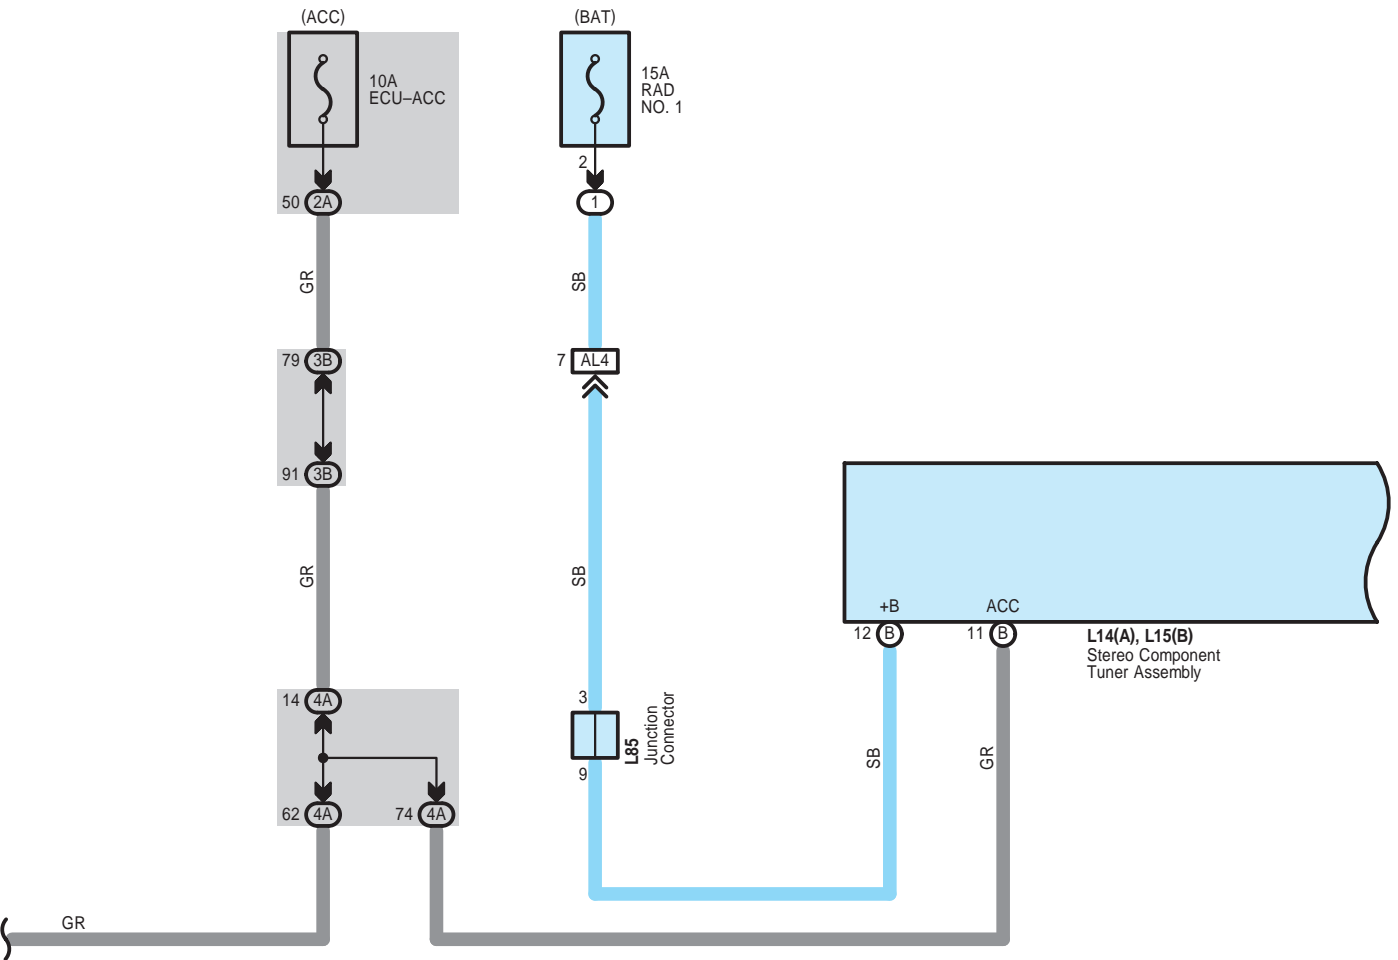 (ACC)
(BAT)
10A
ECU–ACC
15A
RAD
NO. 1
2
50 2A
1
GR
SB
79 3B
7 AL4
91 3B
GR
SB
+B
ACC
12 B
11 B
L14(A), L15(B)
Stereo Component
Tuner Assembly
14 4A
3
L85
Junction
Connector
9
SB
GR
62 4A
74 4A
GR